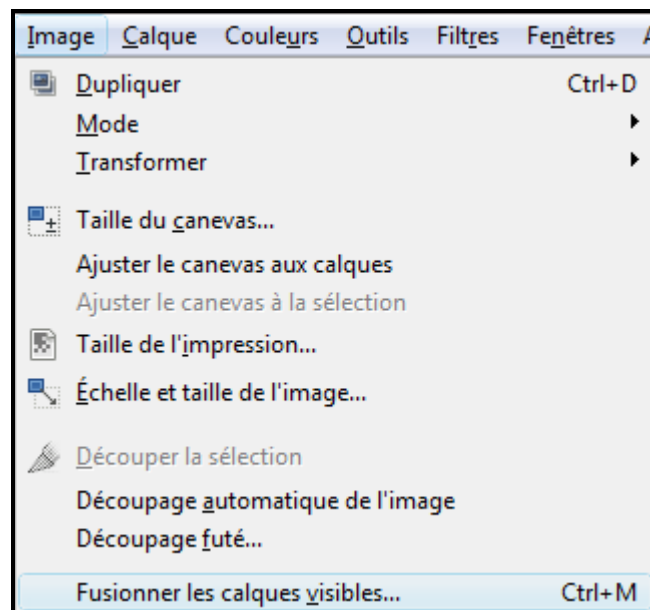 Image Calque Couleurs Outils Filtres Fenêtres
Dupliquer Ctrl+D
Mode
Transformer
Taille du canevas...
Ajuster le canevas aux calques
Ajuster le canevas à la sélection
Taille de l'impression...
Échelle et taille de l'image...
Découper la sélection
Découpage automatique de l'image
Découpage futé...
Fusionner les calques visibles... Ctrl+M